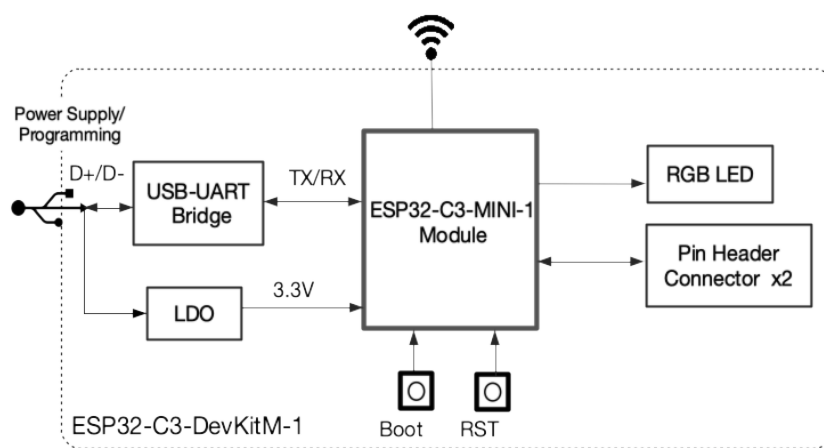 Power Supply/
Programming
D+/D-
USB-UART
Bridge
TX/RX
ESP32-C3-MINI-1
Module
RGB LED
Pin Header
Connector x2
LDO
3.3V
Boot
RST
ESP32-C3-DevKitM-1